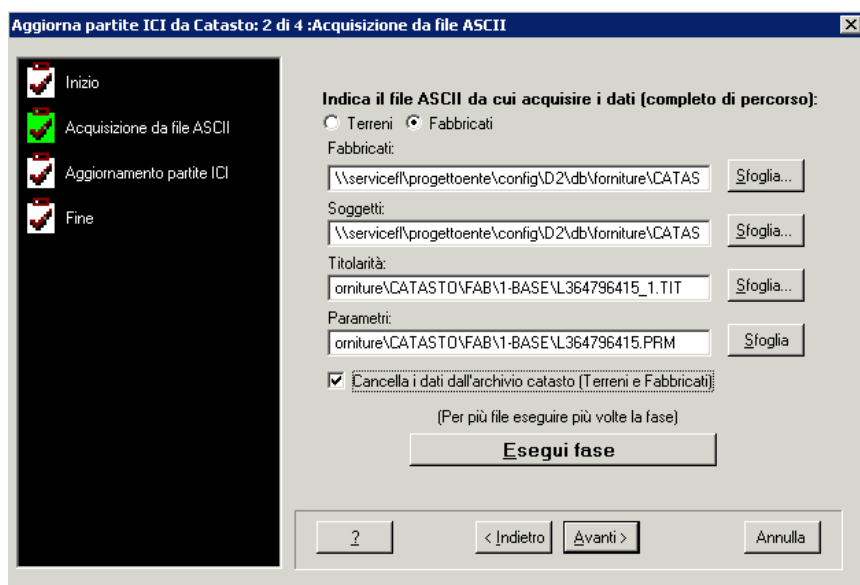 Aggiorna partite ICI da Catasto: 2 di 4 :Acquisizione da file ASCII
Inizio
Acquisizione da file ASCII
Aggiornamento partite ICI
Fine
Indica il file ASCII da cui acquisire i dati (completo di percorso):
Terreni Fabbricati
Fabbricati:
\\servicefl\progettoente\config\D2\db\forniture\CATAS Sfoglia...
Soggetti:
\\servicefl\progettoente\config\D2\db\forniture\CATAS Sfoglia...
Titolarità:
orniture\CATASTO\FAB\1-BASE\L364796415_1.TIT Sfoglia...
Parametri:
orniture\CATASTO\FAB\1-BASE\L364796415.PRM Sfoglia
Cancella i dati dall'archivio catasto (Terreni e Fabbricati)
(Per più file eseguire più volte la fase)
Esegui fase
? < Indietro Avanti > Annulla